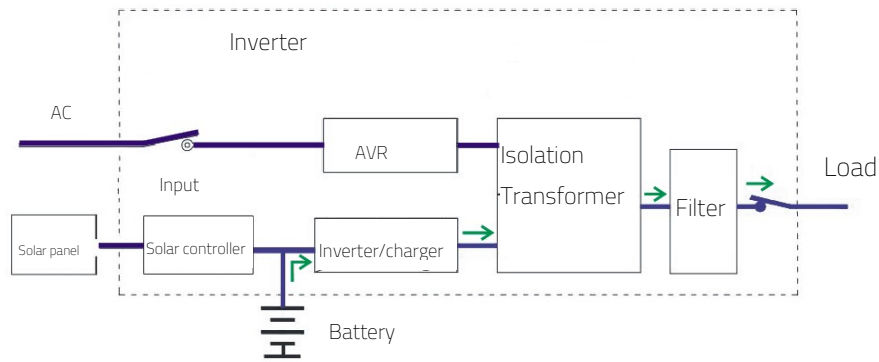 Inverter
AC
AVR
Isolation
Transformer
Load
Input
Filter
Solar panel
Solar controller
Inverter/charger
Battery